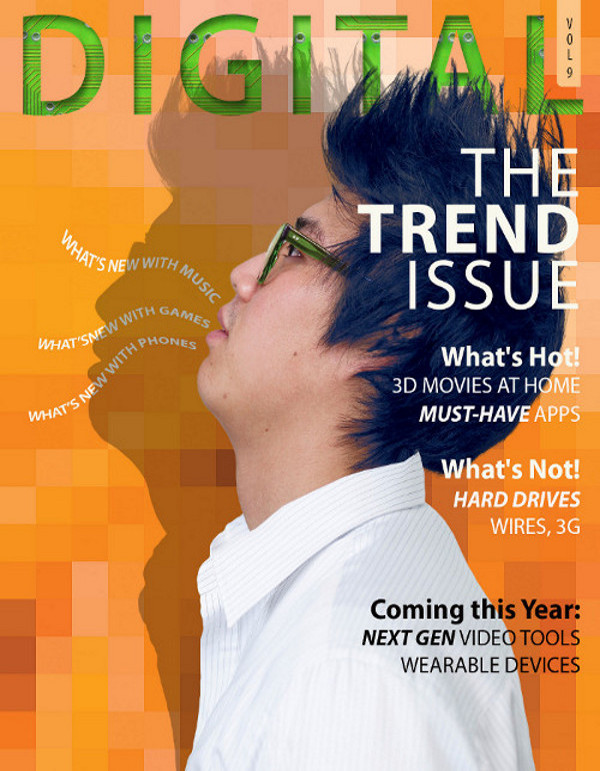 DIGITAL
VOL9
THE
TREND
ISSUE
WHAT'S NEW WITH MUSIC
WHAT'SNEW WITH GAMES
WHAT'S NEW WITH PHONES
What's Hot!
3D MOVIES AT HOME
MUST-HAVE APPS
What's Not!
HARD DRIVES
WIRES, 3G
Coming this Year:
NEXT GEN VIDEO TOOLS
WEARABLE DEVICES